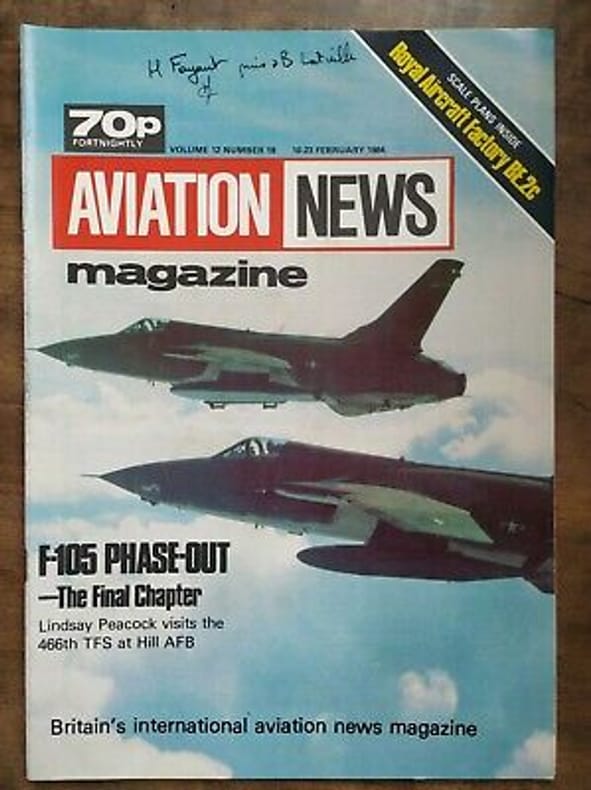 H Fayant
70p
FORTNIGHTLY
VOLUME 12 NUMBER 19 10-23 FEBRUARY 1984
SCALE PLANS INSIDE
Royal Aircraft Factory BE.2c
AVIATION NEWS
magazine
F-105 PHASE-OUT
—The Final Chapter
Lindsay Peacock visits the
466th TFS at Hill AFB
Britain's international aviation news magazine